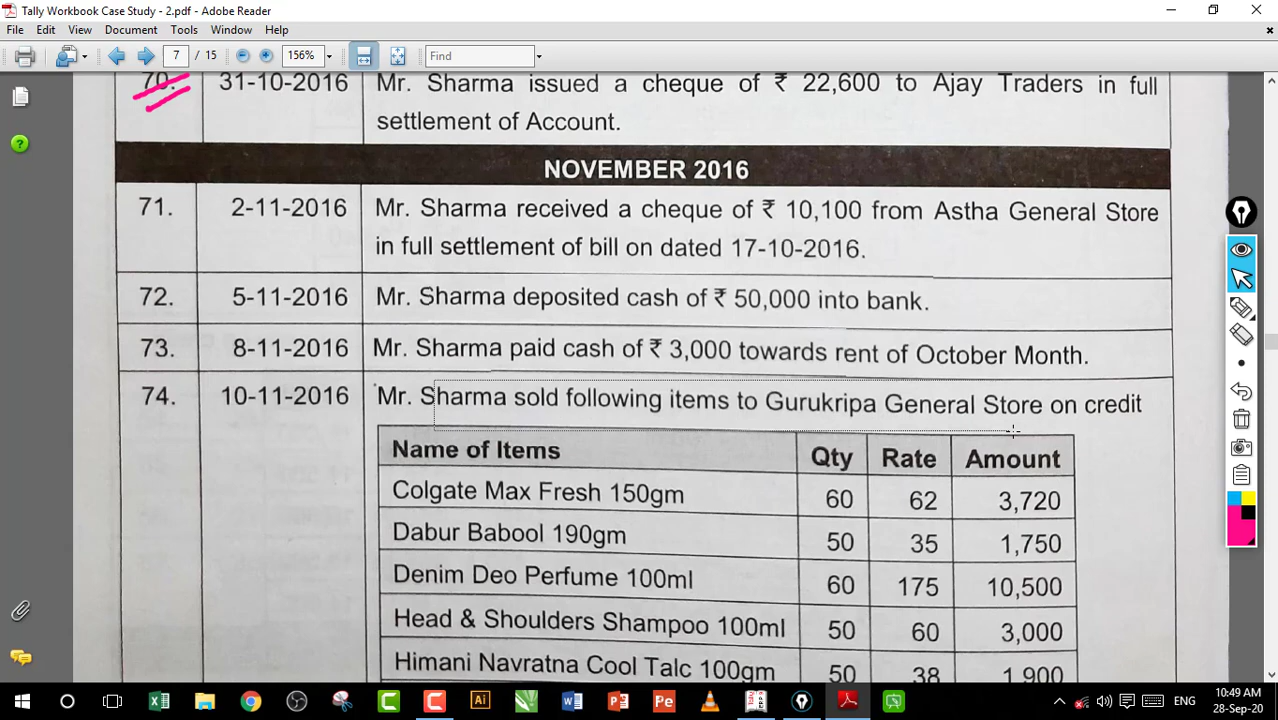 Tally Workbook Case Study - 2.pdf - Adobe Reader
File Edit View Document Tools Window Help
7 / 15 156% Find
70. 31-10-2016 Mr. Sharma issued a cheque of ₹ 22,600 to Ajay Traders in full
settlement of Account.
NOVEMBER 2016
71. 2-11-2016 Mr. Sharma received a cheque of ₹ 10,100 from Astha General Store
in full settlement of bill on dated 17-10-2016.
72. 5-11-2016 Mr. Sharma deposited cash of ₹ 50,000 into bank.
73. 8-11-2016 Mr. Sharma paid cash of ₹ 3,000 towards rent of October Month.
74. 10-11-2016 Mr. Sharma sold following items to Gurukripa General Store on credit
Name of Items Qty Rate Amount
Colgate Max Fresh 150gm 60 62 3,720
Dabur Babool 190gm 50 35 1,750
Denim Deo Perfume 100ml 60 175 10,500
Head & Shoulders Shampoo 100ml 50 60 3,000
Himani Navratna Cool Talc 100gm 50 38 1,900
Ai Pe
ENG
10:49 AM
28-Sep-20